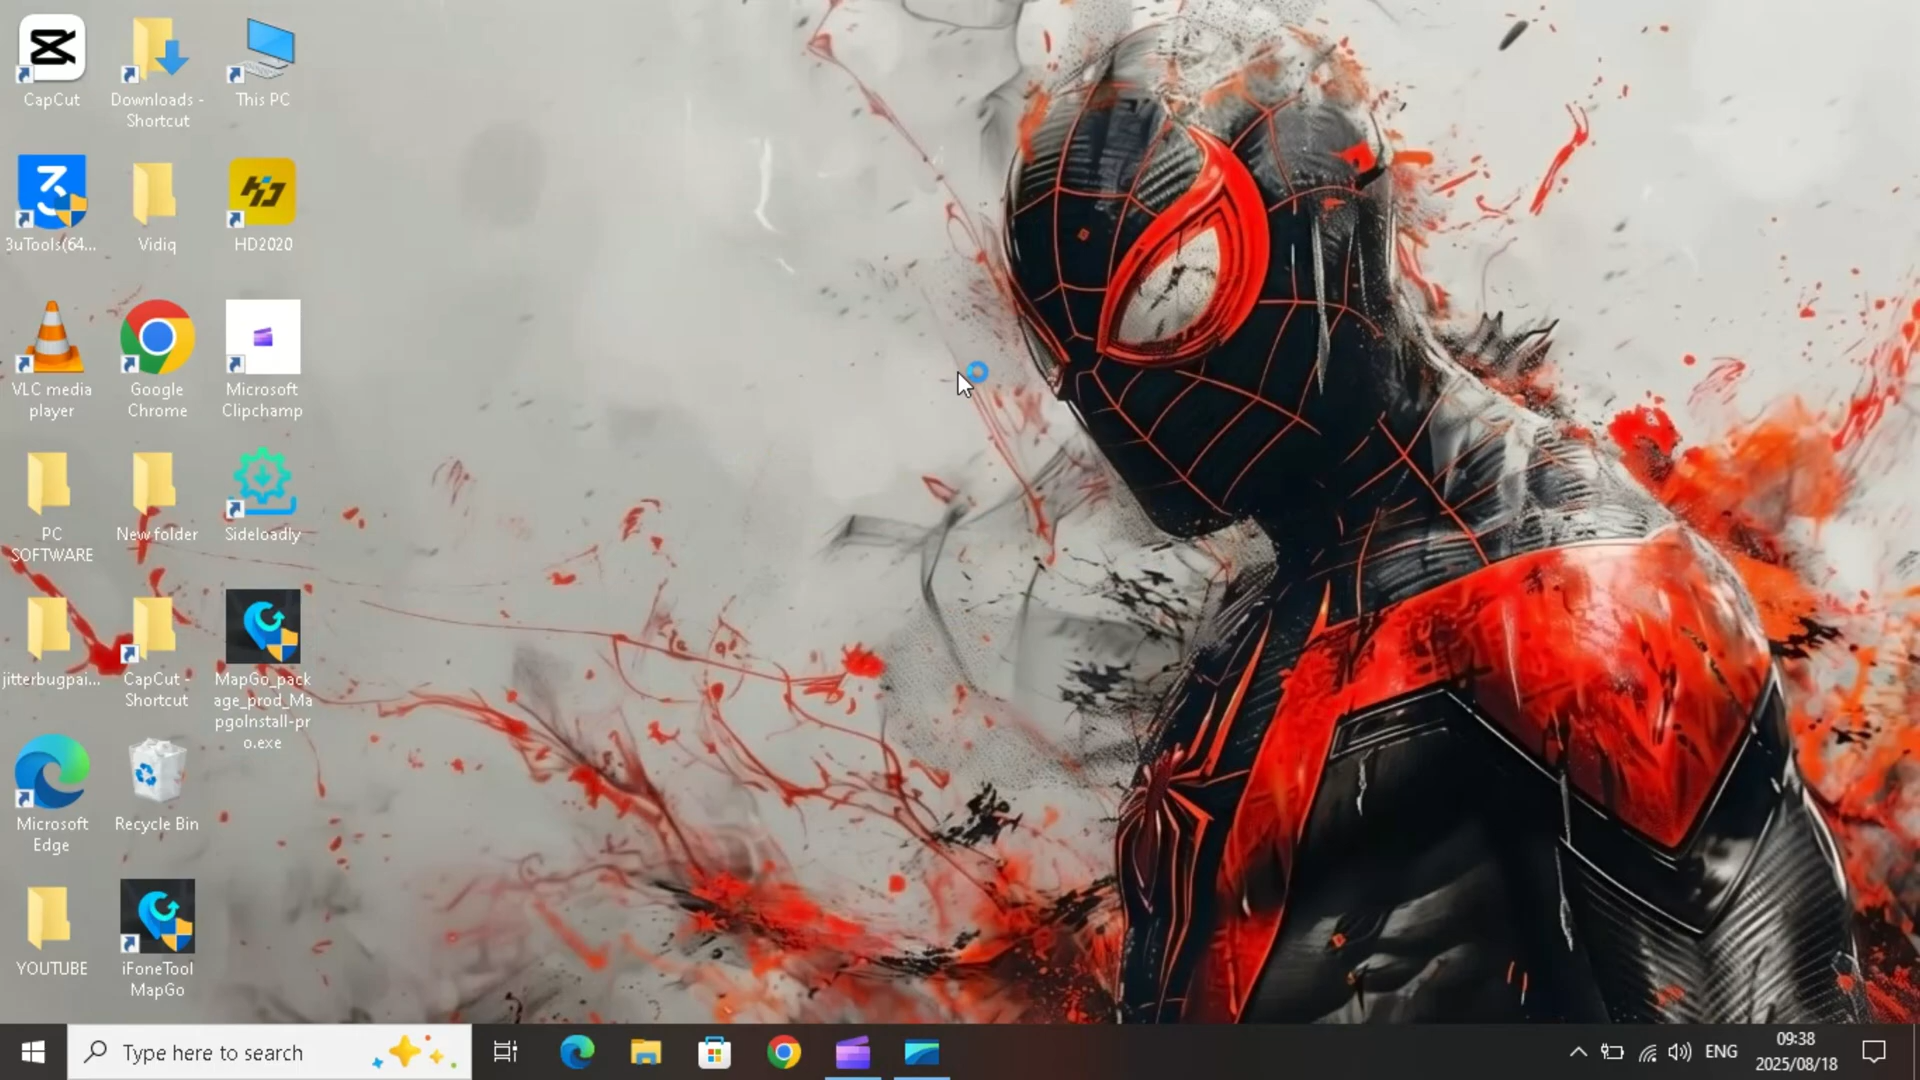 CapCut
Downloads -
Shortcut
This PC
3uTools(64...
Vidiq
HD2020
VLC media
player
Google
Chrome
Microsoft
Clipchamp
PC
SOFTWARE
New folder
Sideloadly
jitterbugpai...
CapCut -
Shortcut
MapGo_pack
age_prod_Ma
pgoInstall-pr
o.exe
Microsoft
Edge
Recycle Bin
YOUTUBE
iFoneTool
MapGo
Type here to search
ENG
09:38
2025/08/18